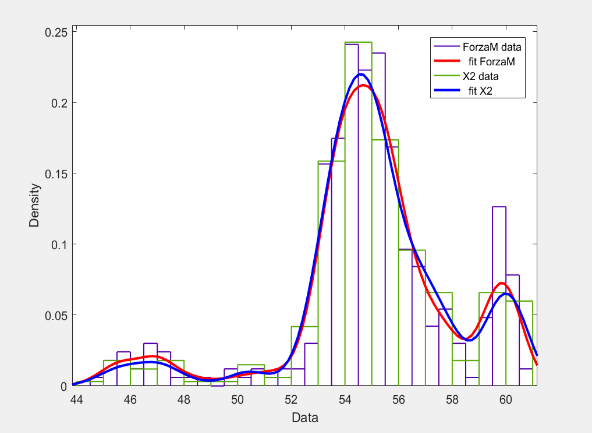 0.25
ForzaM data
fit ForzaM
X2 data
fit X2
0.2
0.15
Density
0.1
0.05
0
44 46 48 50 52 54 56 58 60
Data